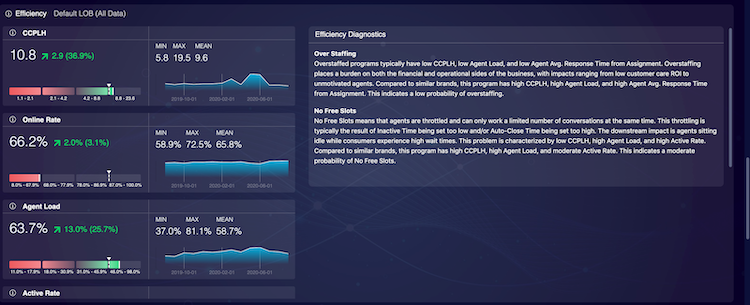 Efficiency Default LOB (All Data)
CCPLH
10.8 2.9 (36.9%)
MIN MAX MEAN
5.8 19.5 9.6
2019-10-01 2020-02-01 2020-06-01
1.1 - 2.1 2.1 - 4.2 4.2 - 8.8 8.8 - 23.6
Online Rate
66.2% 2.0% (3.1%)
MIN MAX MEAN
58.9% 72.5% 65.8%
2019-10-01 2020-02-01 2020-06-01
8.0% - 67.9% 68.0% - 77.9% 78.0% - 86.9% 87.0% - 100.0%
Agent Load
63.7% 13.0% (25.7%)
MIN MAX MEAN
37.0% 81.1% 58.7%
2019-10-01 2020-02-01 2020-06-01
11.0% - 17.9% 18.0% - 30.9% 31.0% - 45.9% 46.0% - 98.0%
Active Rate
Efficiency Diagnostics
Over Staffing
Overstaffed programs typically have low CCPLH, low Agent Load, and low Agent Avg. Response Time from Assignment. Overstaffing
places a burden on both the financial and operational sides of the business, with impacts ranging from low customer care ROI to
unmotivated agents. Compared to similar brands, this program has high CCPLH, high Agent Load, and high Agent Avg. Response Time
from Assignment. This indicates a low probability of overstaffing.
No Free Slots
No Free Slots means that agents are throttled and can only work a limited number of conversations at the same time. This throttling is
typically the result of Inactive Time being set too low and/or Auto-Close Time being set too high. The downstream impact is agents sitting
idle while consumers experience high wait times. This problem is characterized by low CCPLH, high Agent Load, and high Active Rate.
Compared to similar brands, this program has high CCPLH, high Agent Load, and moderate Active Rate. This indicates a moderate
probability of No Free Slots.